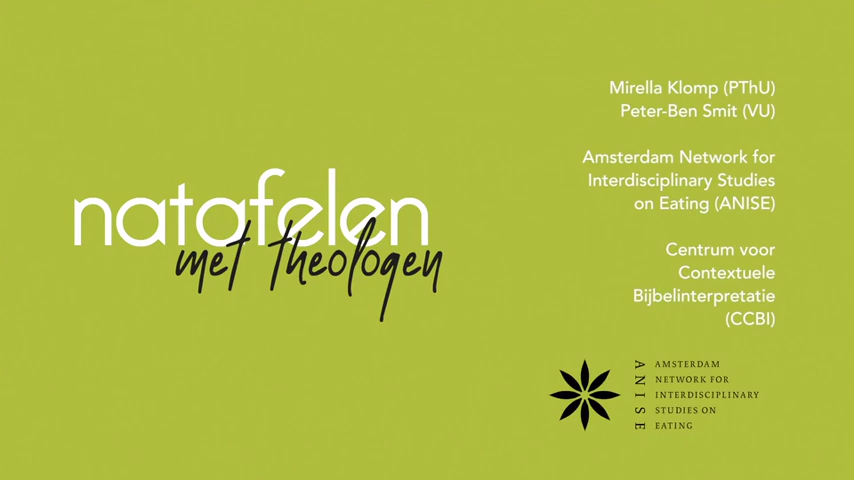 natafelen
met theologen
Mirella Klomp (PThU)
Peter-Ben Smit (VU)
Amsterdam Network for
Interdisciplinary Studies
on Eating (ANISE)
Centrum voor
Contextuele
Bijbelinterpretatie
(CCBI)
ANISE
AMSTERDAM
NETWORK FOR
INTERDISCIPLINARY
STUDIES ON
EATING